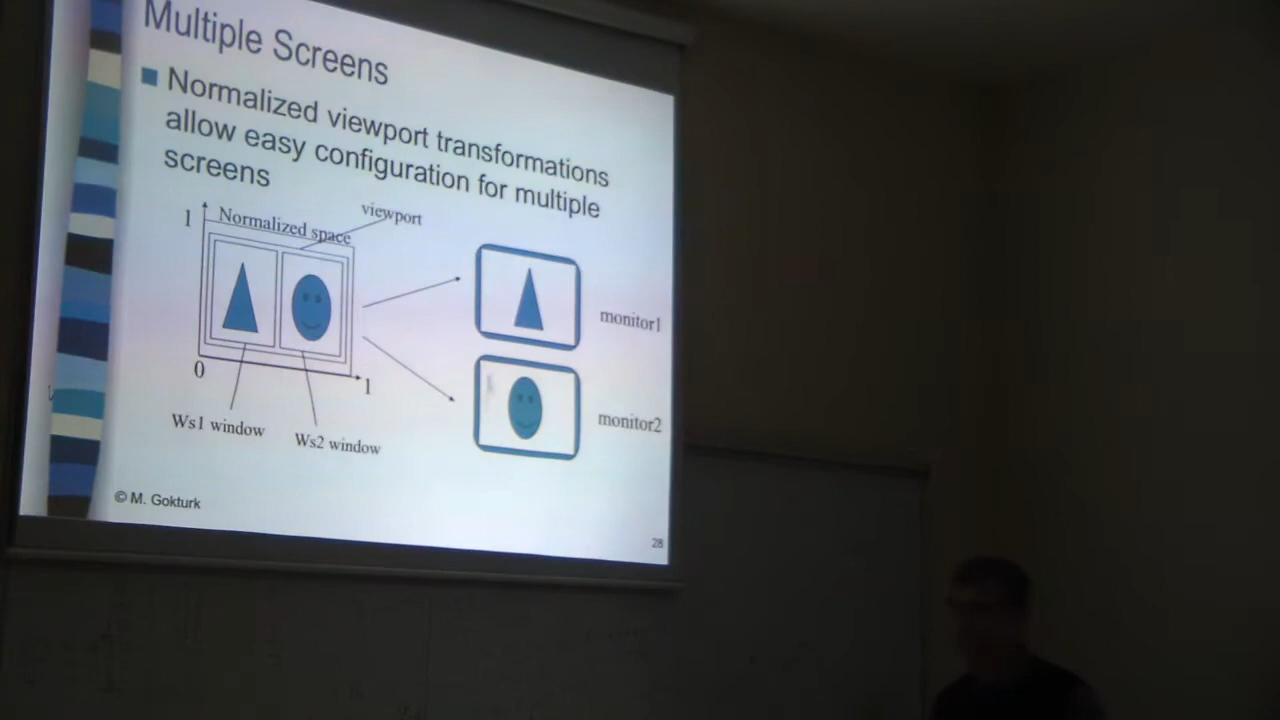 Multiple Screens
Normalized viewport transformations
allow easy configuration for multiple
screens
viewport
1
Normalized space
monitor1
0
1
Ws1 window
Ws2 window
monitor2
© M. Gokturk
28